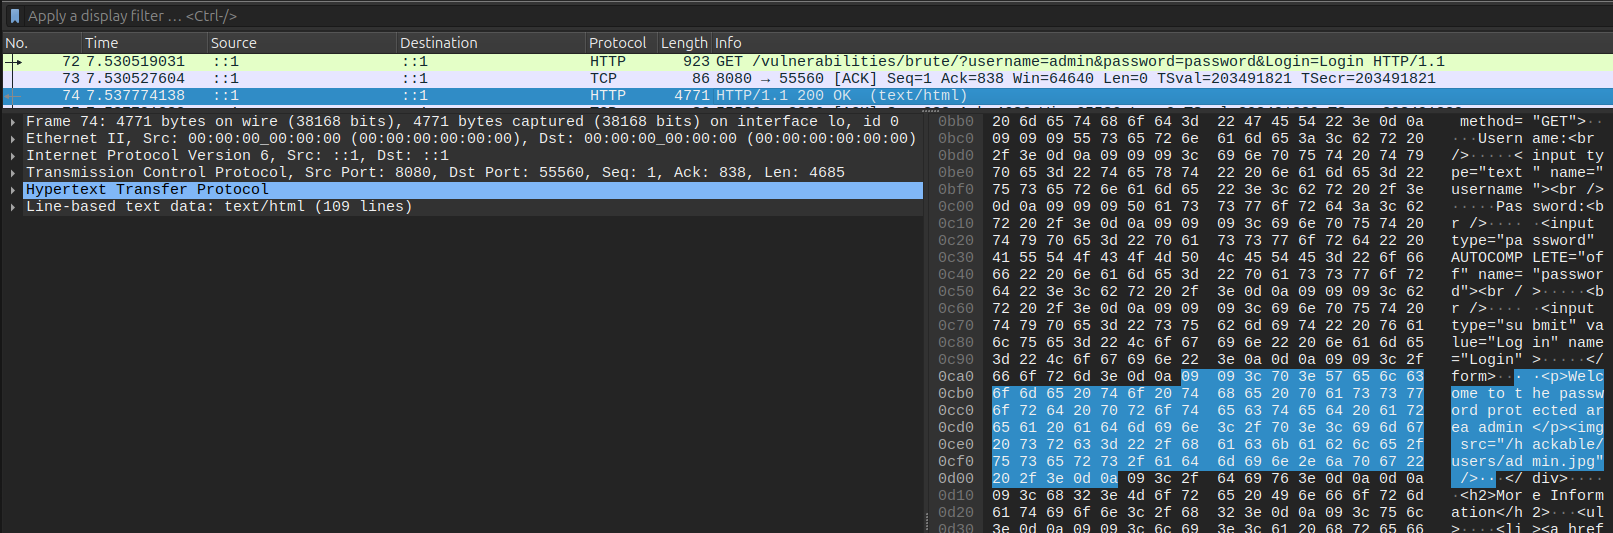 Apply a display filter … <Ctrl-/>
No. Time Source Destination Protocol Length Info
72 7.530519031 ::1 ::1 HTTP 923 GET /vulnerabilities/brute/?username=admin&password=password&Login=Login HTTP/1.1
73 7.530527604 ::1 ::1 TCP 86 8080 → 55560 [ACK] Seq=1 Ack=838 Win=64640 Len=0 TSval=203491821 TSecr=203491821
74 7.537774138 ::1 ::1 HTTP 4771 HTTP/1.1 200 OK  (text/html)
Frame 74: 4771 bytes on wire (38168 bits), 4771 bytes captured (38168 bits) on interface lo, id 0
Ethernet II, Src: 00:00:00_00:00:00 (00:00:00:00:00:00), Dst: 00:00:00_00:00:00 (00:00:00:00:00:00)
Internet Protocol Version 6, Src: ::1, Dst: ::1
Transmission Control Protocol, Src Port: 8080, Dst Port: 55560, Seq: 1, Ack: 838, Len: 4685
Hypertext Transfer Protocol
Line-based text data: text/html (109 lines)
0bb0 20 6d 65 74 68 6f 64 3d 22 47 45 54 22 3e 0d 0a  method= "GET">··
0bc0 09 09 09 55 73 65 72 6e 61 6d 65 3a 3c 62 72 20 ···Usern ame:<br
0bd0 2f 3e 0d 0a 09 09 09 3c 69 6e 70 75 74 20 74 79 />·····< input ty
0be0 70 65 3d 22 74 65 78 74 22 20 6e 61 6d 65 3d 22 pe="text " name="
0bf0 75 73 65 72 6e 61 6d 65 22 3e 3c 62 72 20 2f 3e username "><br />
0c00 0d 0a 09 09 09 50 61 73 73 77 6f 72 64 3a 3c 62 ·····Pas sword:<b
0c10 72 20 2f 3e 0d 0a 09 09 09 3c 69 6e 70 75 74 20 r />···· ·<input
0c20 74 79 70 65 3d 22 70 61 73 73 77 6f 72 64 22 20 type="pa ssword"
0c30 41 55 54 4f 43 4f 4d 50 4c 45 54 45 3d 22 6f 66 AUTOCOMP LETE="of
0c40 66 22 20 6e 61 6d 65 3d 22 70 61 73 73 77 6f 72 f" name= "passwor
0c50 64 22 3e 3c 62 72 20 2f 3e 0d 0a 09 09 09 3c 62 d"><br / >·····<b
0c60 72 20 2f 3e 0d 0a 09 09 09 3c 69 6e 70 75 74 20 r />···· ·<input
0c70 74 79 70 65 3d 22 73 75 62 6d 69 74 22 20 76 61 type="su bmit" va
0c80 6c 75 65 3d 22 4c 6f 67 69 6e 22 20 6e 61 6d 65 lue="Log in" name
0c90 3d 22 4c 6f 67 69 6e 22 3e 0a 0d 0a 09 09 3c 2f ="Login" >·····</
0ca0 66 6f 72 6d 3e 0d 0a 09 09 3c 70 3e 57 65 6c 63 form>··· ·<p>Welc
0cb0 6f 6d 65 20 74 6f 20 74 68 65 20 70 61 73 73 77 ome to t he passw
0cc0 6f 72 64 20 70 72 6f 74 65 63 74 65 64 20 61 72 ord prot ected ar
0cd0 65 61 20 61 64 6d 69 6e 3c 2f 70 3e 3c 69 6d 67 ea admin </p><img
0ce0 20 73 72 63 3d 22 2f 68 61 63 6b 61 62 6c 65 2f  src="/h ackable/
0cf0 75 73 65 72 73 2f 61 64 6d 69 6e 2e 6a 70 67 22 users/ad min.jpg"
0d00 20 2f 3e 0d 0a 09 3c 2f 64 69 76 3e 0d 0a 0d 0a  />···</ div>····
0d10 09 3c 68 32 3e 4d 6f 72 65 20 49 6e 66 6f 72 6d ·<h2>Mor e Inform
0d20 61 74 69 6f 6e 3c 2f 68 32 3e 0d 0a 09 3c 75 6c ation</h 2>···<ul
0d30 3e 0d 0a 09 09 3c 6c 69 3e 3c 61 20 68 72 65 66 >····<li ><a href